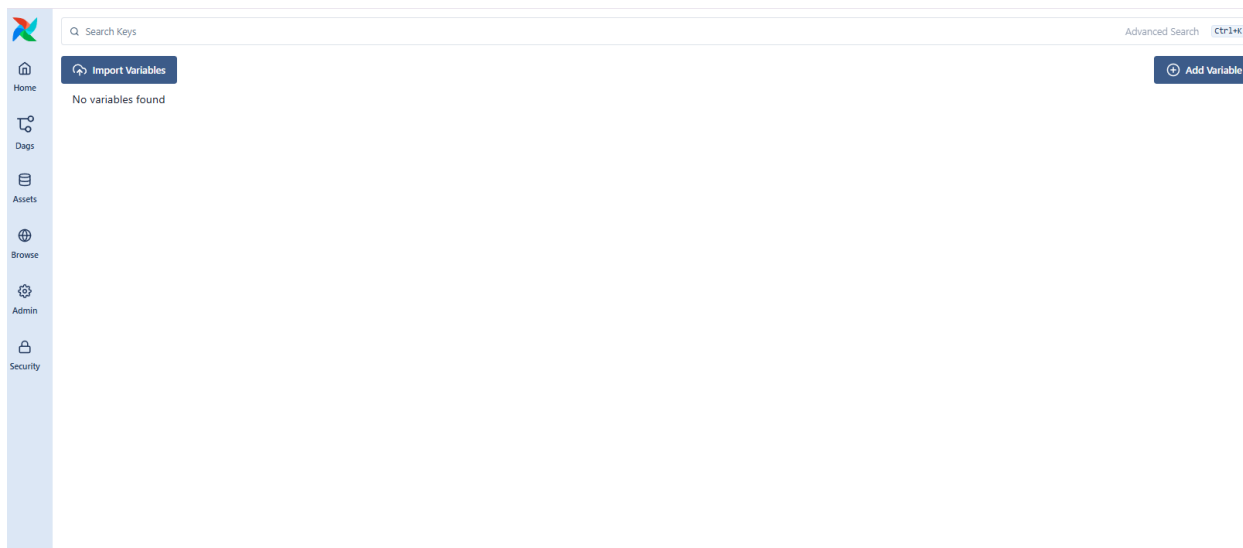 Search Keys Advanced Search Ctrl+K
Import Variables Add Variable
No variables found
Home
Dags
Assets
Browse
Admin
Security